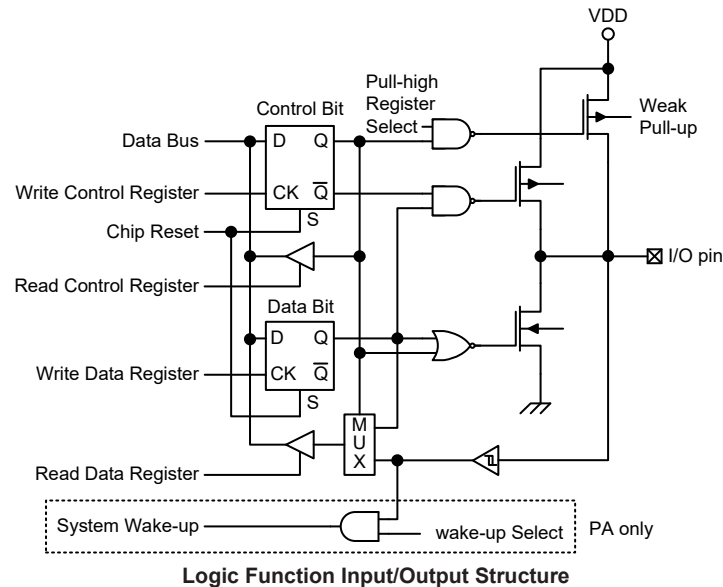 VDD
Pull-high
Register
Select
Weak
Pull-up
Control Bit
Data Bus
D
Q
Write Control Register
CK
Q
S
Chip Reset
I/O pin
Read Control Register
Data Bit
D
Q
Write Data Register
CK
Q
S
M
U
X
Read Data Register
System Wake-up
wake-up Select
PA only
Logic Function Input/Output Structure